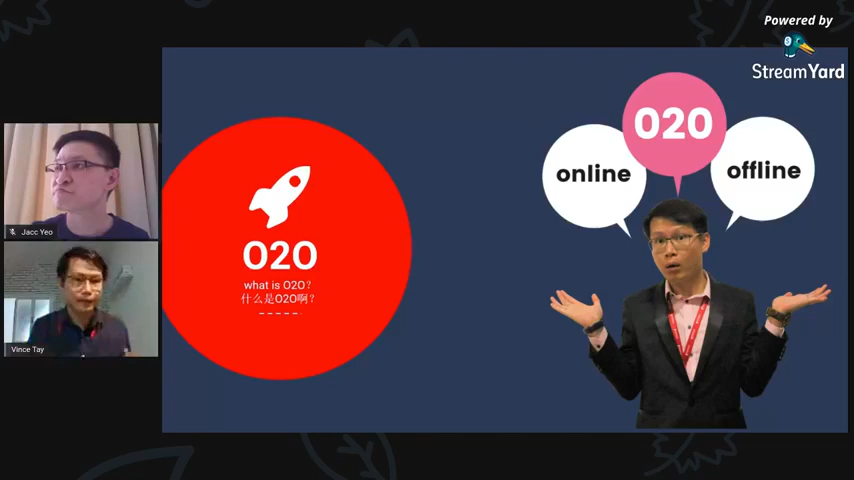 Powered by
StreamYard
Jacc Yeo
Vince Tay
O2O
what is O2O?
什么是O2O啊?
online
O2O
offline